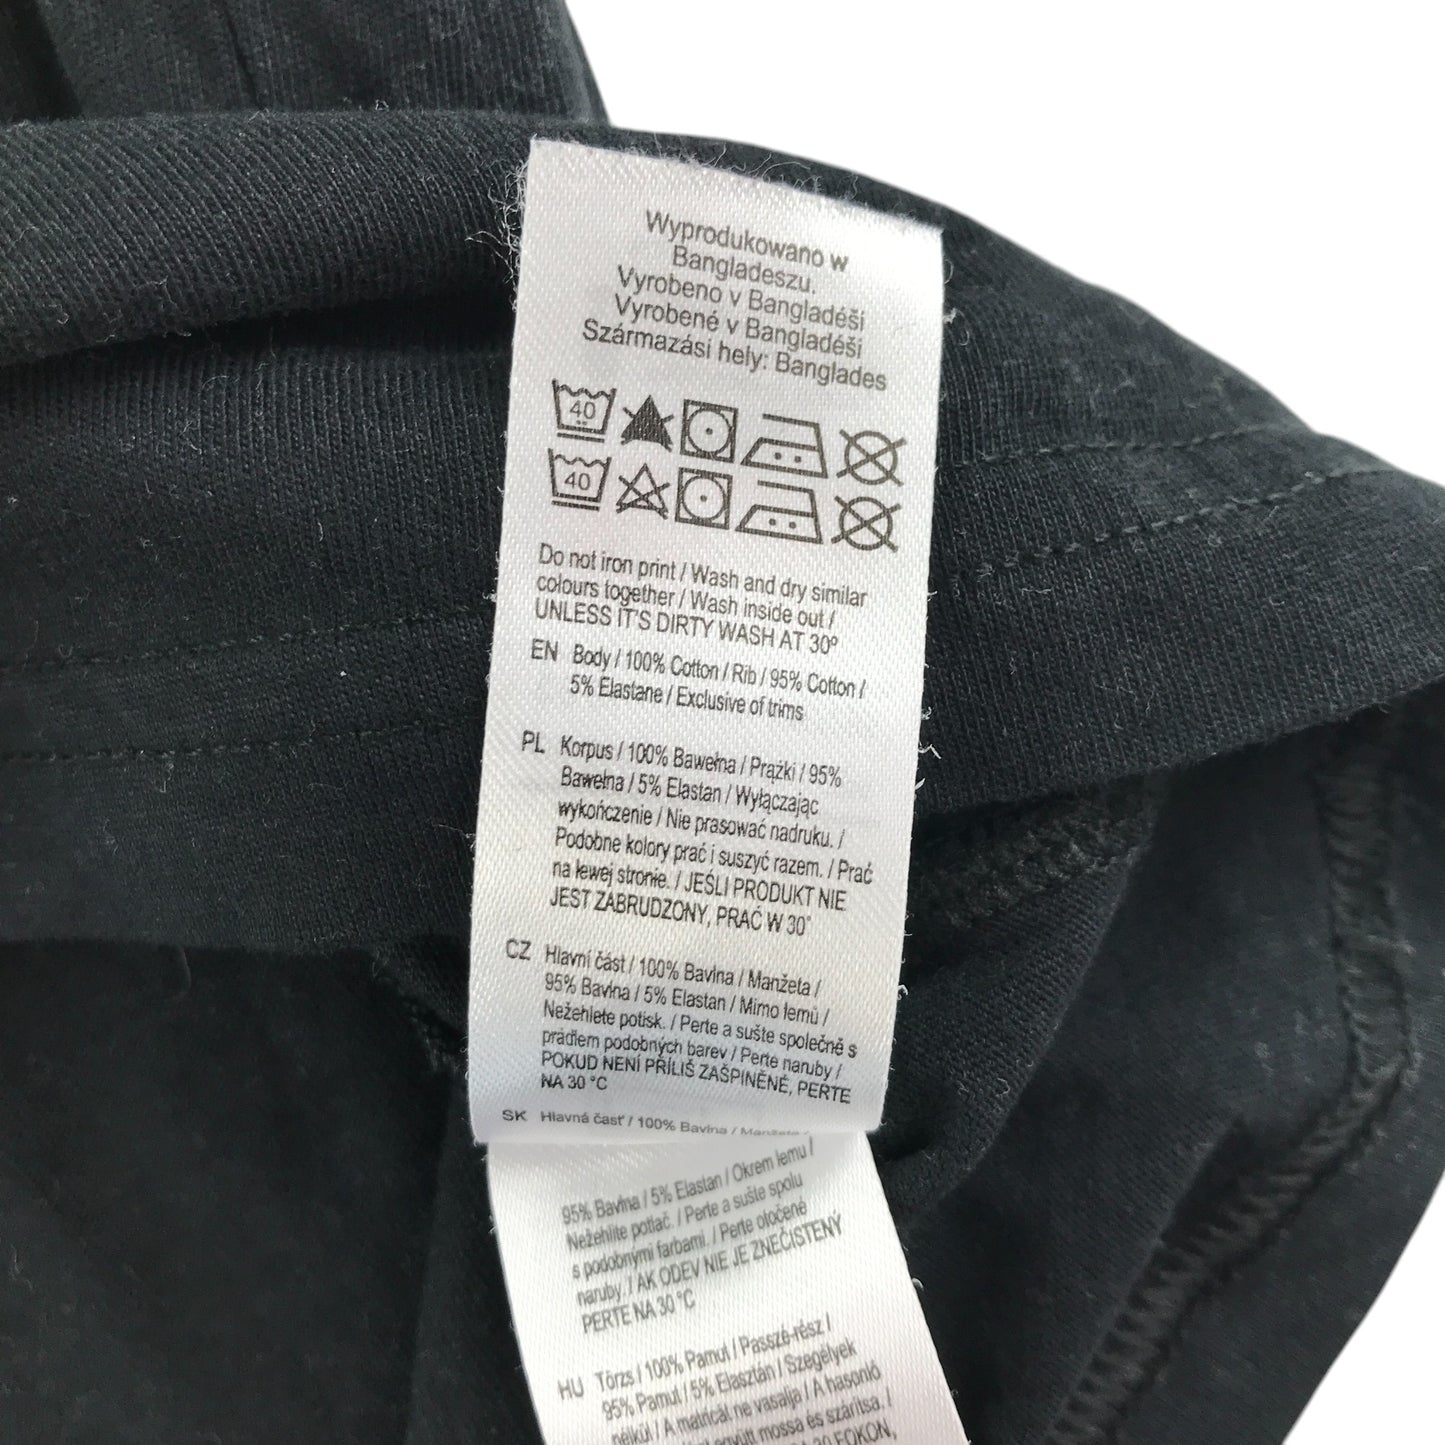 Wyprodukowano w
Bangladeszu.
Vyrobeno v Bangladéši
Vyrobené v Bangladéši
Származási hely: Banglades
40
40
Do not iron print / Wash and dry similar
colours together / Wash inside out /
UNLESS IT'S DIRTY WASH AT 30º
EN Body / 100% Cotton / Rib / 95% Cotton /
5% Elastane / Exclusive of trims
PL Korpus / 100% Bawełna / Prążki / 95%
Bawełna / 5% Elastan / Wyłączając
wykończenie / Nie prasować nadruku. /
Podobne kolory prać i suszyć razem. / Prać
na lewej stronie. / JEŚLI PRODUKT NIE
JEST ZABRUDZONY, PRAĆ W 30°
CZ Hlavní část / 100% Bavlna / Manžeta /
95% Bavlna / 5% Elastan / Mimo lemů /
Nežehlete potisk. / Perte a sušte společně s
prádlem podobných barev / Perte naruby /
POKUD NENÍ PŘÍLIŠ ZAŠPINĚNÉ, PERTE
NA 30 °C
SK Hlavná časť / 100% Bavlna / Manžeta /
95% Bavlna / 5% Elastan / Okrem lemu /
Nežehlite potlač. / Perte a sušte spolu
s podobnými farbami. / Perte otočené
naruby. / AK ODEV NIE JE ZNEČISTENÝ
PERTE NA 30 °C
HU Törzs / 100% Pamut / Passzé-rész /
95% Pamut / 5% Elasztán / Szegélyek
nélkül / A matricát ne vasalja / A hasonló
együtt mossa és szárítsa. /
30 FOKON,